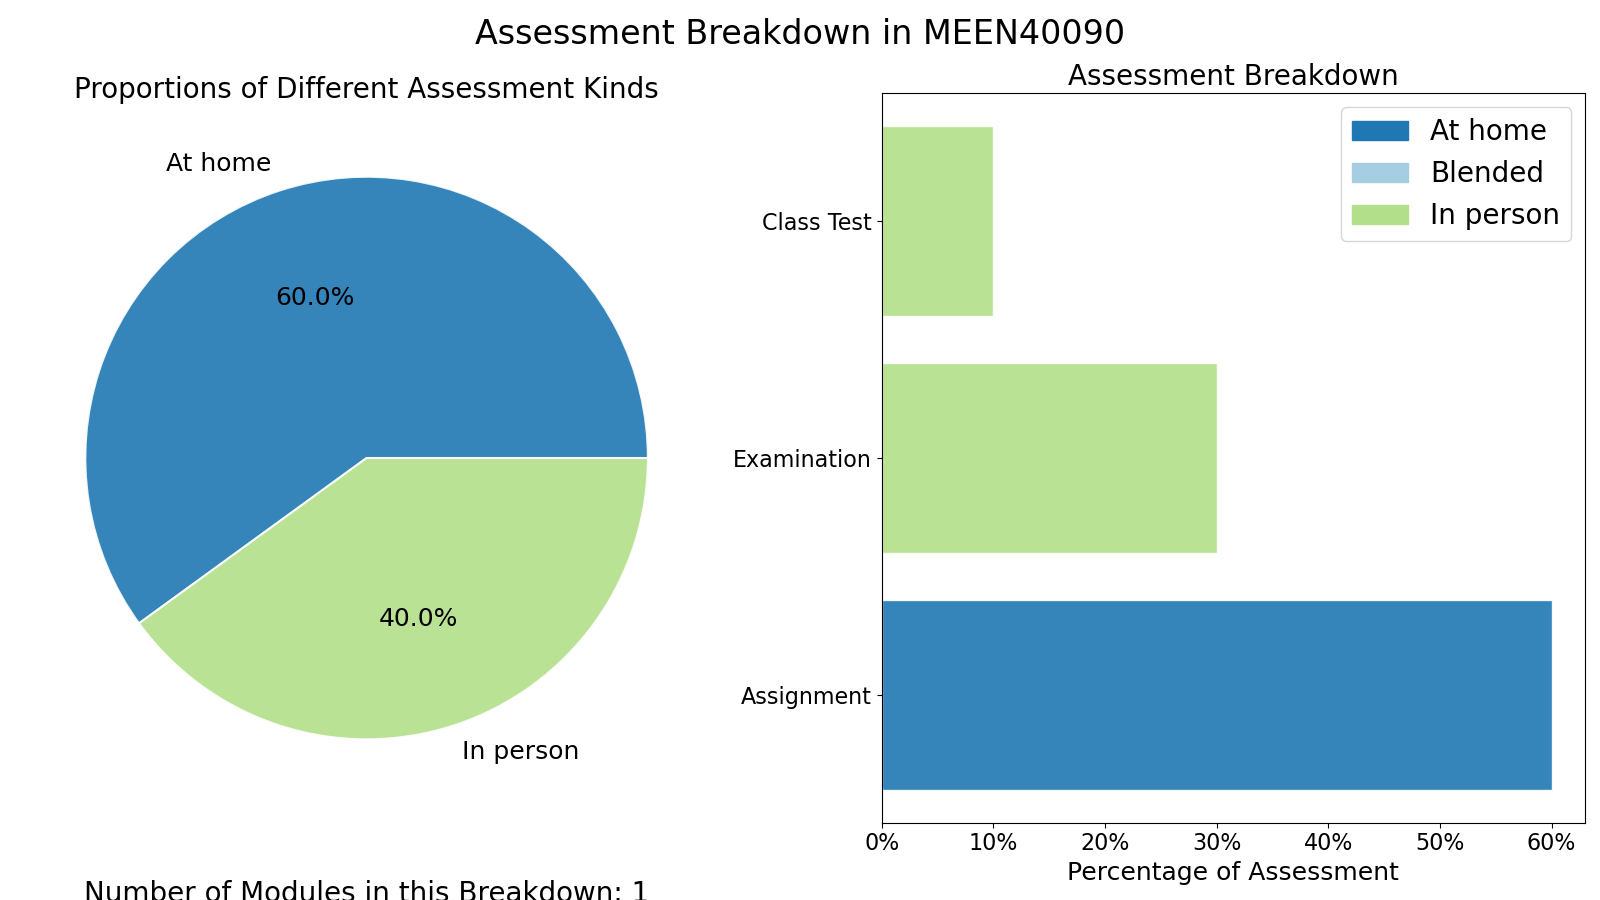 Assessment Breakdown in MEEN40090
Proportions of Different Assessment Kinds
At home
60.0%
40.0%
In person
Number of Modules in this Breakdown: 1
Assessment Breakdown
At home
Blended
In person
Class Test
Examination
Assignment
0% 10% 20% 30% 40% 50% 60%
Percentage of Assessment